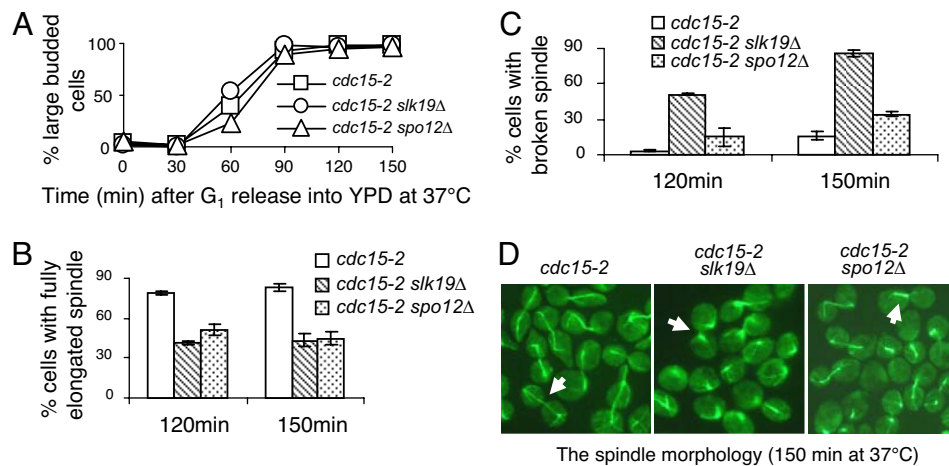 A
% large budded cells
100
50
0
cdc15-2
cdc15-2 slk19Δ
cdc15-2 spo12Δ
0 30 60 90 120 150
Time (min) after G1 release into YPD at 37°C
B
% cells with fully elongated spindle
90
60
30
0
cdc15-2
cdc15-2 slk19Δ
cdc15-2 spo12Δ
120min 150min
C
% cells with broken spindle
90
60
30
0
cdc15-2
cdc15-2 slk19Δ
cdc15-2 spo12Δ
120min 150min
D
cdc15-2
cdc15-2
slk19Δ
cdc15-2
spo12Δ
The spindle morphology (150 min at 37°C)